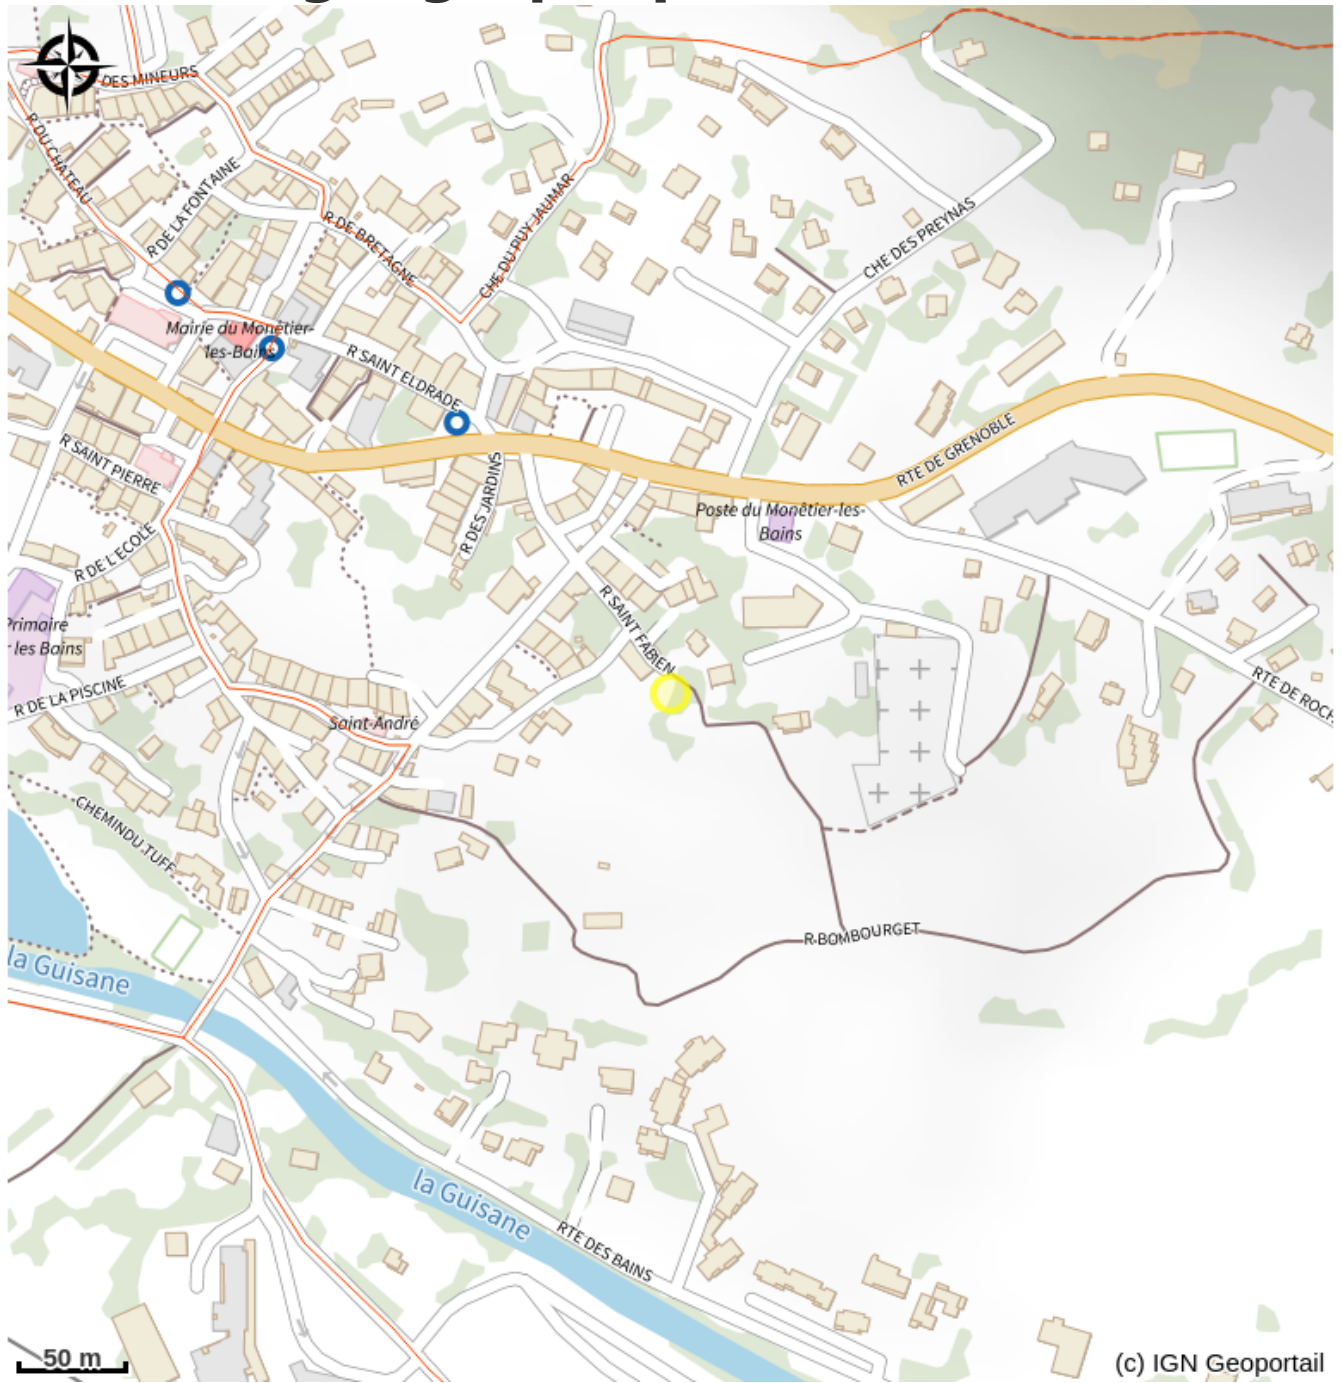 DES MINEURS
R DU CHATEAU
R DE LA FONTAINE
R DE BRETAGNE
CHE DU PUY JAUMAR
CHE DES PREYNAS
Mairie du Monêtier-
les-Bains
R SAINT ELDRADE
RTE DE GRENOBLE
R SAINT PIERRE
R DES JARDINS
Poste du Monêtier-les-
Bains
R DE L'ECOLE
R SAINT FABIEN
Primaire
les Bains
R DE LA PISCINE
Saint-André
RTE DE ROCH
CHEMIN DU TUFF
R BOMBOURGET
la Guisane
la Guisane
RTE DES BAINS
50 m
(c) IGN Geoportail